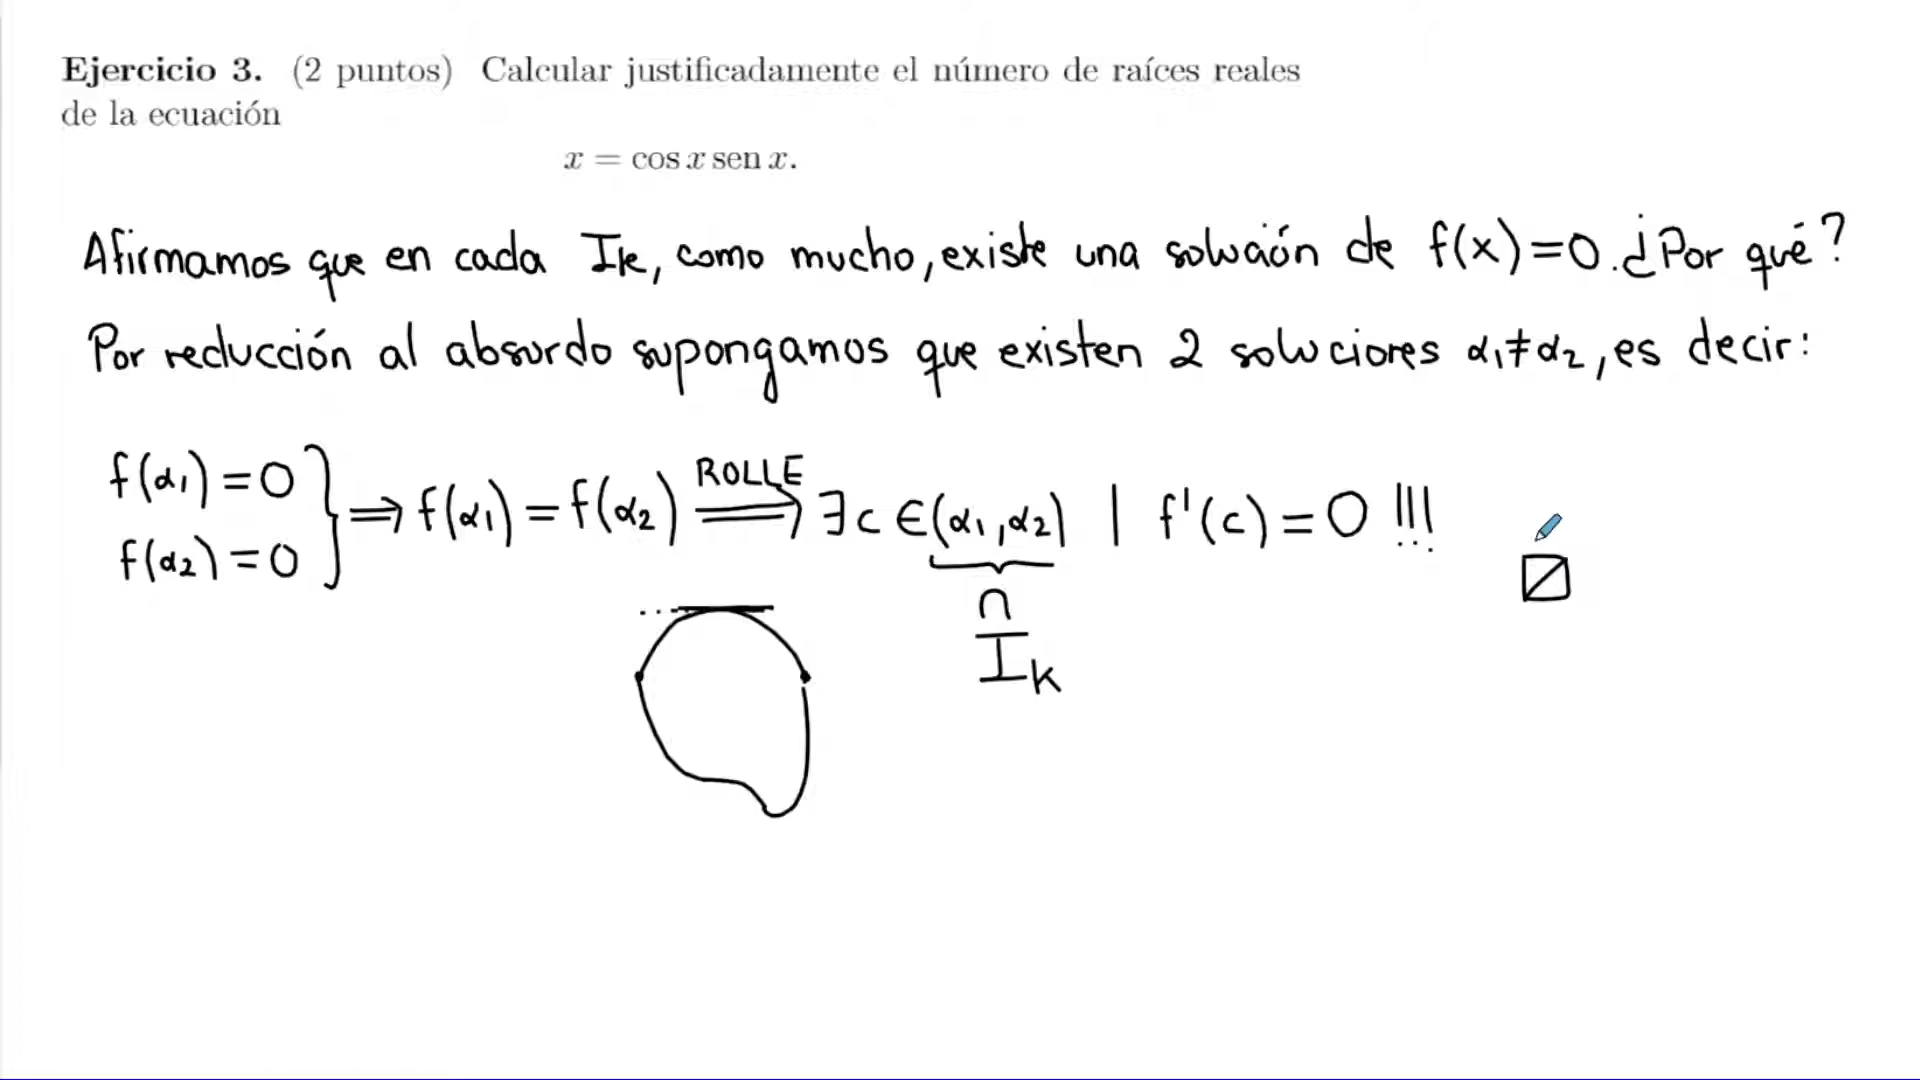 Ejercicio 3. (2 puntos) Calcular justificadamente el número de raíces reales
de la ecuación
x = cos x sen x.
Afirmamos que en cada Ik, como mucho, existe una solución de f(x)=0. ¿Por qué?
Por reducción al absurdo supongamos que existen 2 soluciones α₁≠α₂, es decir:
f(α₁)=0
f(α₂)=0 } ⟹ f(α₁)=f(α₂) ROLLE ⟹ ∃c∈(α₁,α₂) | f'(c)=0 !!!
∩
I_k